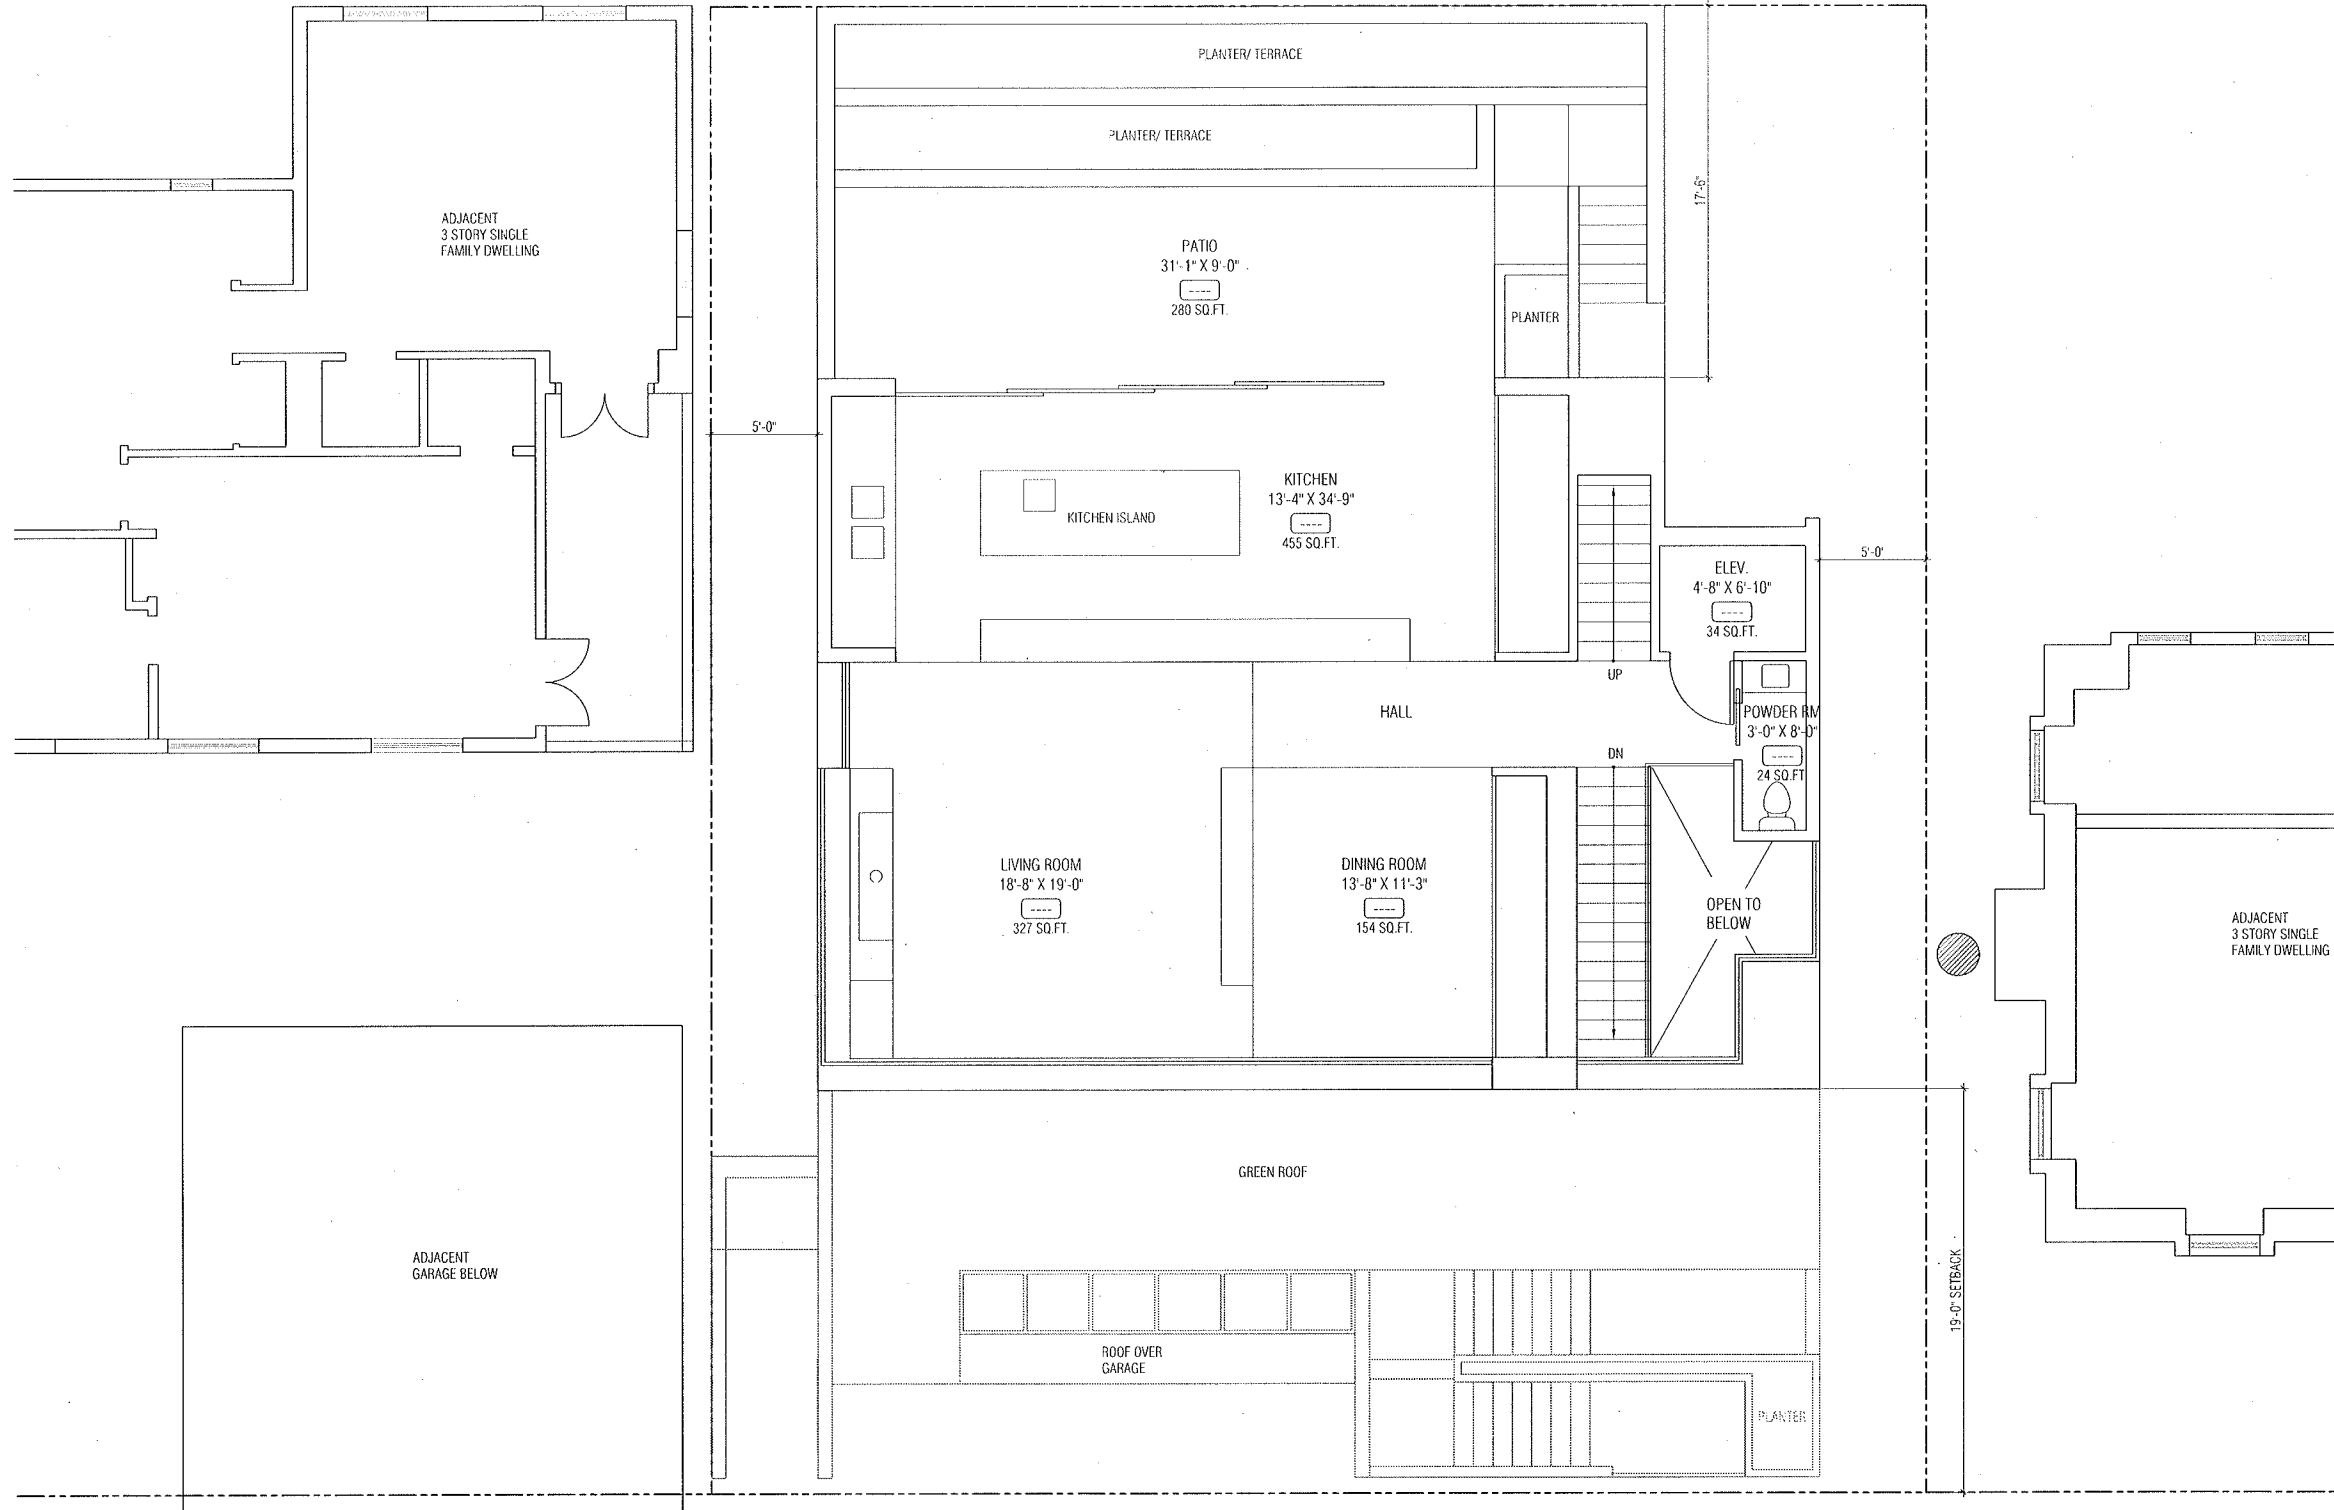 PLANTER/ TERRACE
PLANTER/ TERRACE
17'-6"
ADJACENT
3 STORY SINGLE
FAMILY DWELLING
PATIO
31'-1" X 9'-0"
----
280 SQ.FT.
PLANTER
5'-0"
KITCHEN
13'-4" X 34'-9"
----
455 SQ.FT.
KITCHEN ISLAND
5'-0"
ELEV.
4'-8" X 6'-10"
----
34 SQ.FT.
UP
HALL
POWDER RM
3'-0" X 8'-0"
----
24 SQ.FT
DN
LIVING ROOM
18'-8" X 19'-0"
----
327 SQ.FT.
DINING ROOM
13'-8" X 11'-3"
----
154 SQ.FT.
OPEN TO
BELOW
ADJACENT
3 STORY SINGLE
FAMILY DWELLING
GREEN ROOF
ADJACENT
GARAGE BELOW
19'-0" SETBACK
ROOF OVER
GARAGE
PLANTER